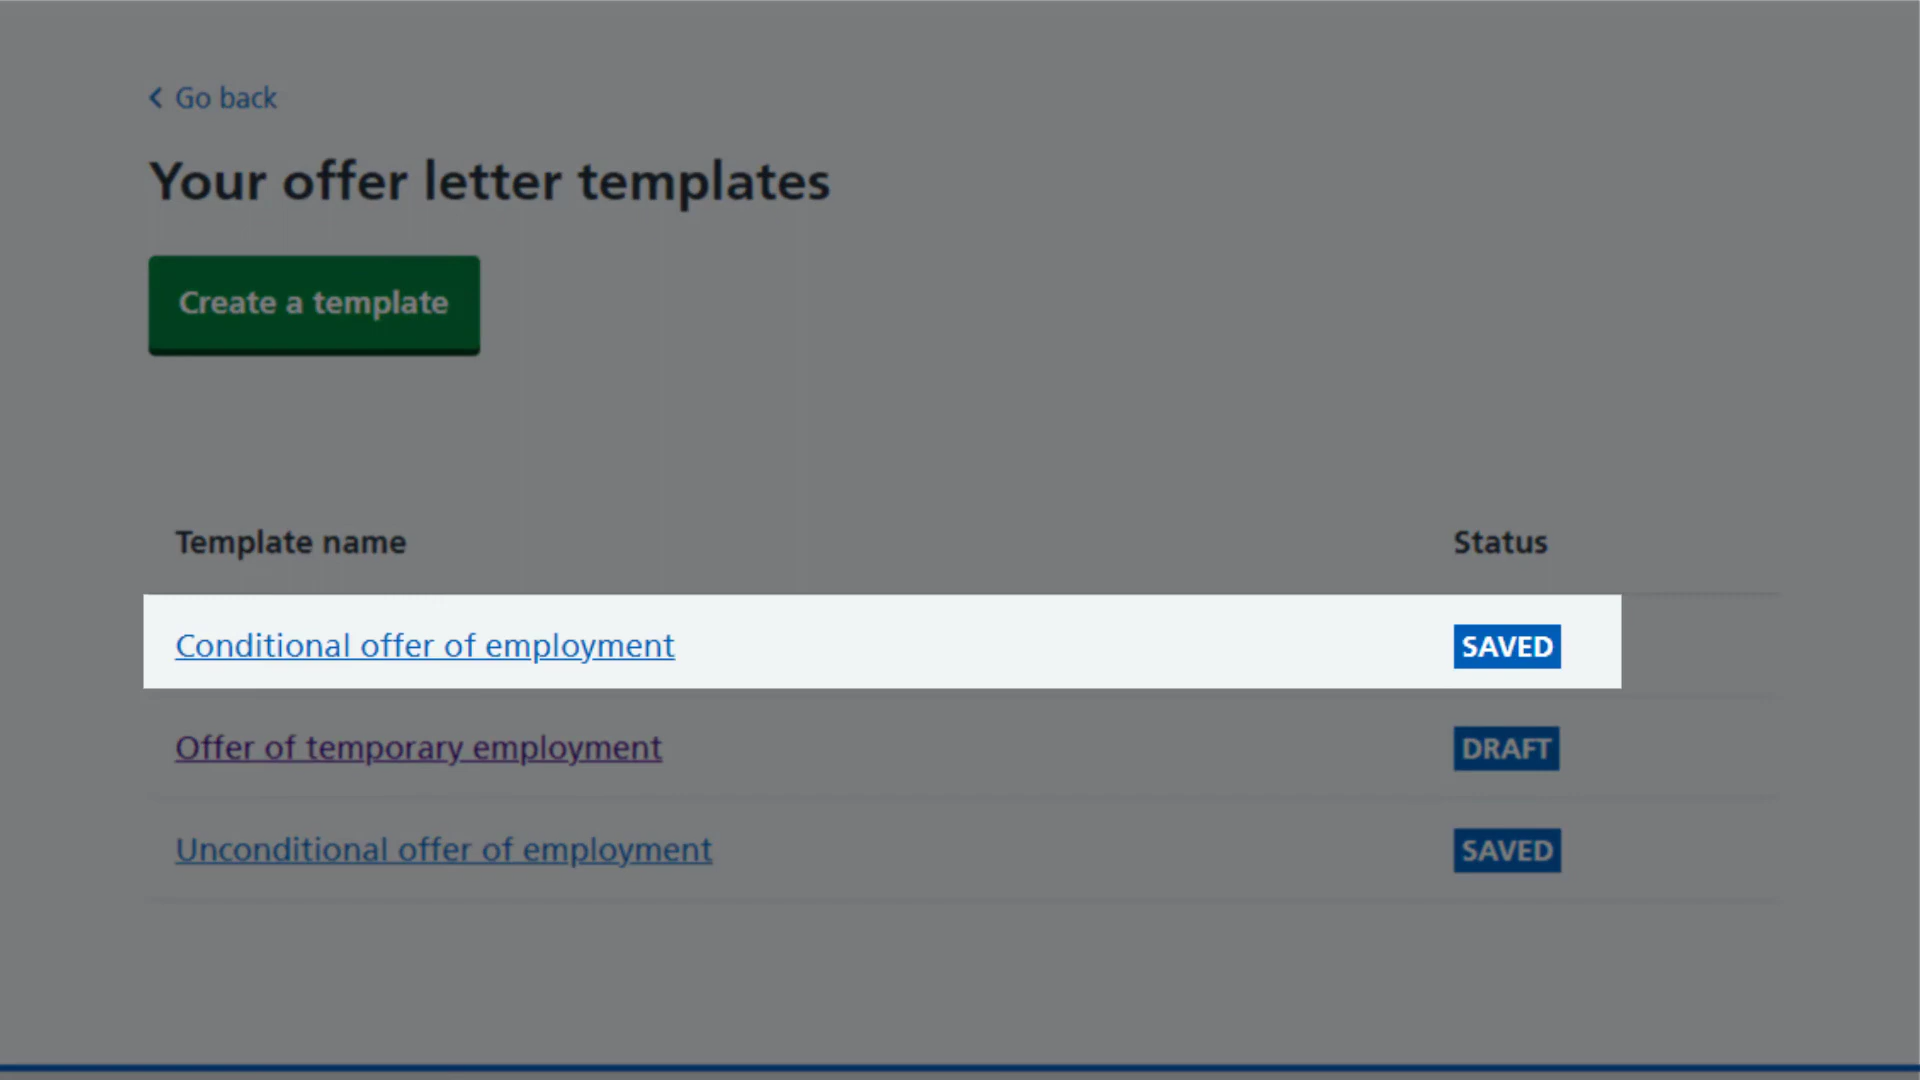 Go back
Your offer letter templates
Create a template
Template name Status
Conditional offer of employment SAVED
Offer of temporary employment DRAFT
Unconditional offer of employment SAVED